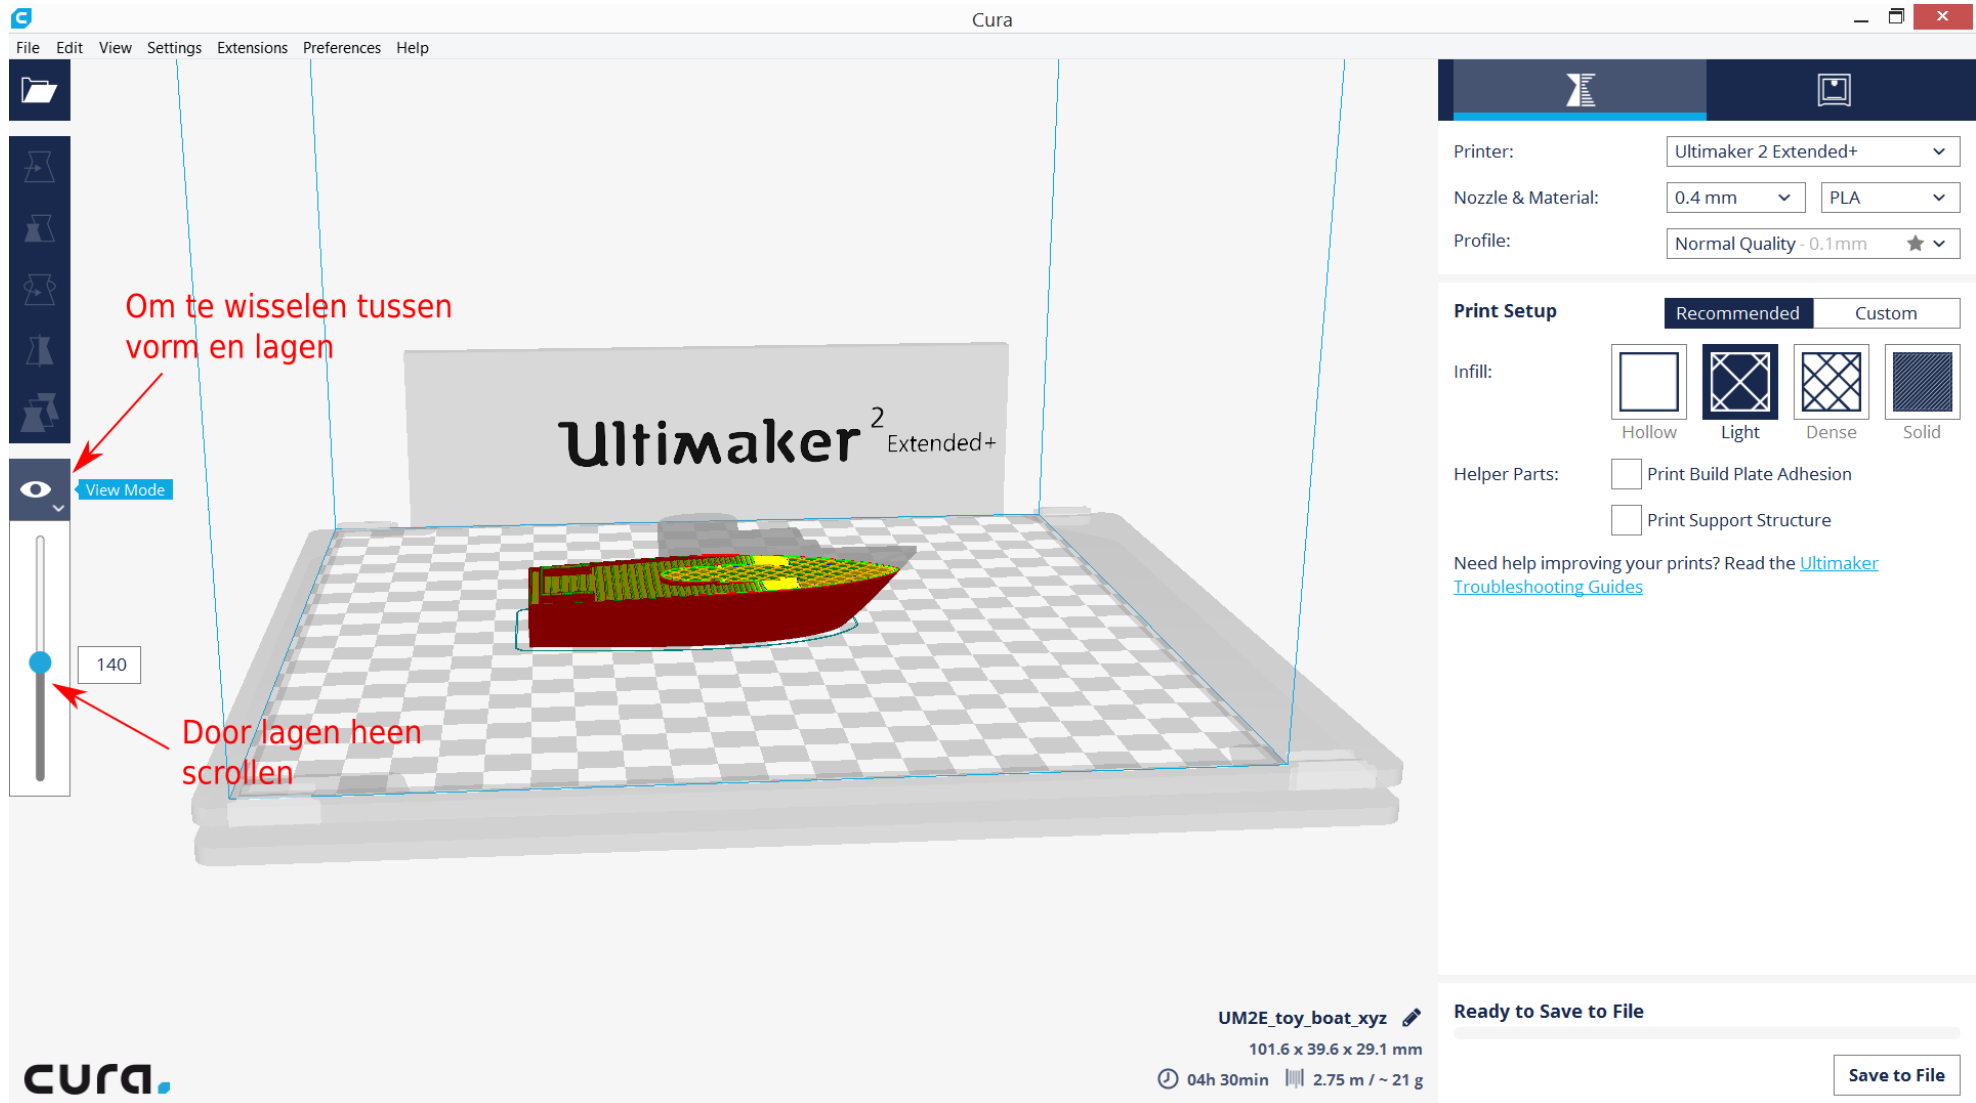 Cura
File Edit View Settings Extensions Preferences Help
Printer:
Ultimaker 2 Extended+
Nozzle & Material:
0.4 mm
PLA
Profile:
Normal Quality - 0.1mm
Print Setup
Recommended
Custom
Infill:
Hollow
Light
Dense
Solid
Helper Parts:
Print Build Plate Adhesion
Print Support Structure
Need help improving your prints? Read the Ultimaker
Troubleshooting Guides
Om te wisselen tussen
vorm en lagen
View Mode
140
Door lagen heen
scrollen
Ultimaker 2
Extended+
UM2E_toy_boat_xyz
101.6 x 39.6 x 29.1 mm
04h 30min 2.75 m / ~ 21 g
Ready to Save to File
Save to File
cura.